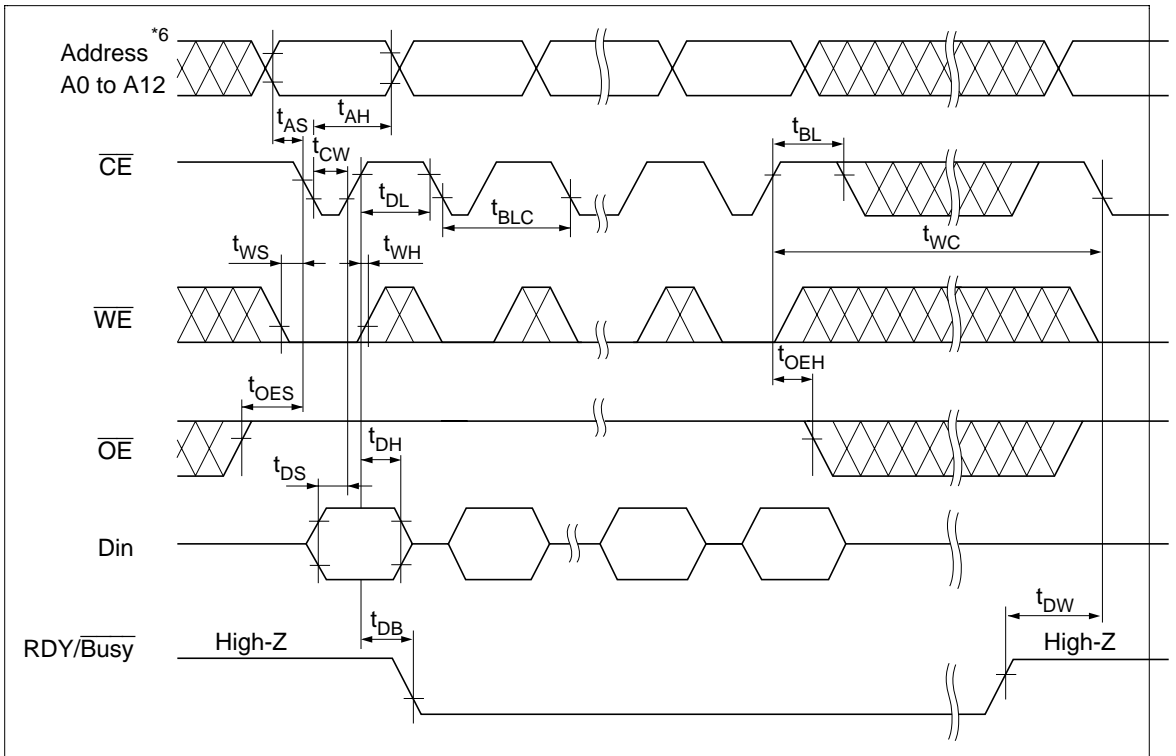 Address *6
A0 to A12
tAS
tAH
tBL
CE
tCW
tDL
tBLC
tWC
tWS
tWH
WE
tOEH
tOES
OE
tDH
tDS
Din
tDB
tDW
RDY/Busy
High-Z
High-Z